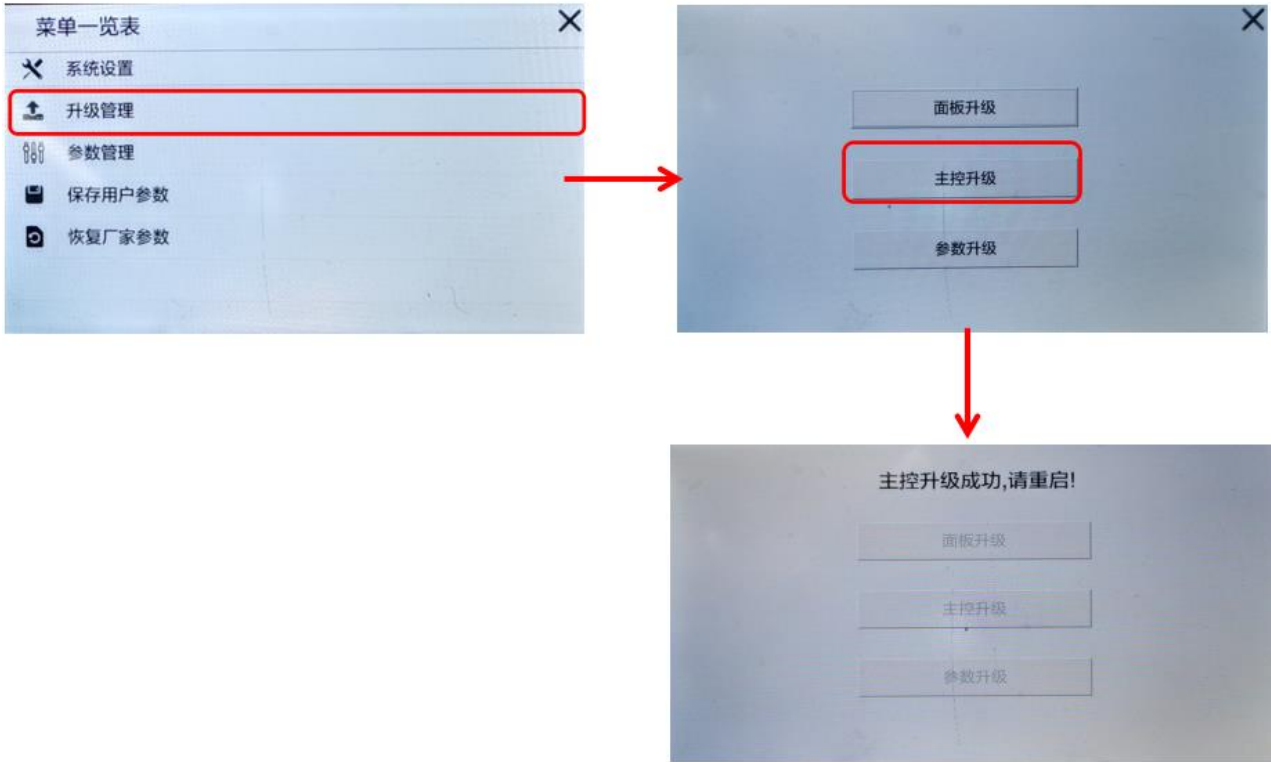 菜单一览表
系统设置
升级管理
参数管理
保存用户参数
恢复厂家参数
面板升级
主控升级
参数升级
主控升级成功,请重启!
面板升级
主控升级
参数升级